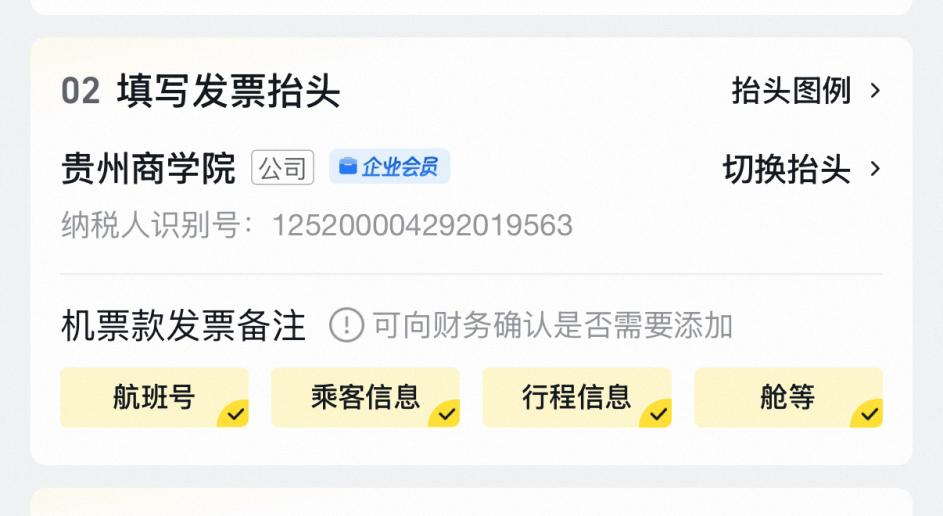 02 填写发票抬头 抬头图例 >
贵州商学院 公司 企业会员 切换抬头 >
纳税人识别号：125200004292019563
机票款发票备注 ! 可向财务确认是否需要添加
航班号 乘客信息 行程信息 舱等